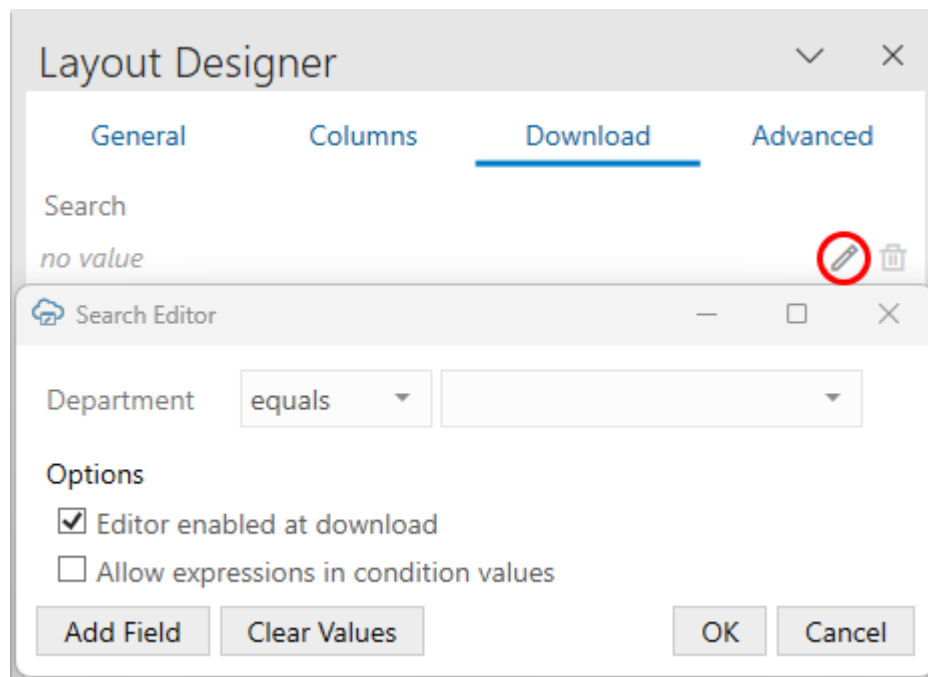 Layout Designer
General Columns Download Advanced
Search
no value
Search Editor
Department equals
Options
Editor enabled at download
Allow expressions in condition values
Add Field Clear Values OK Cancel